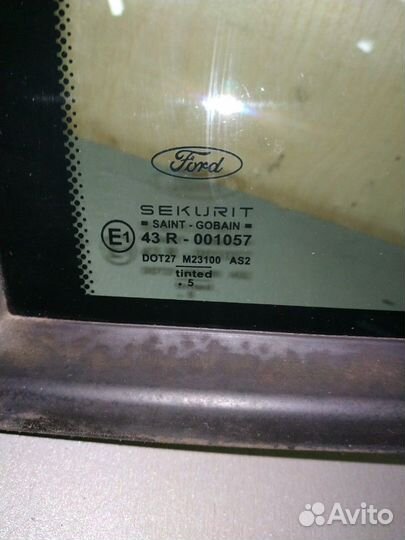 Ford
SEKURIT
SAINT - GOBAIN
E1 43 R - 001057
DOT27 M23100 AS2
tinted
. 5
Avito